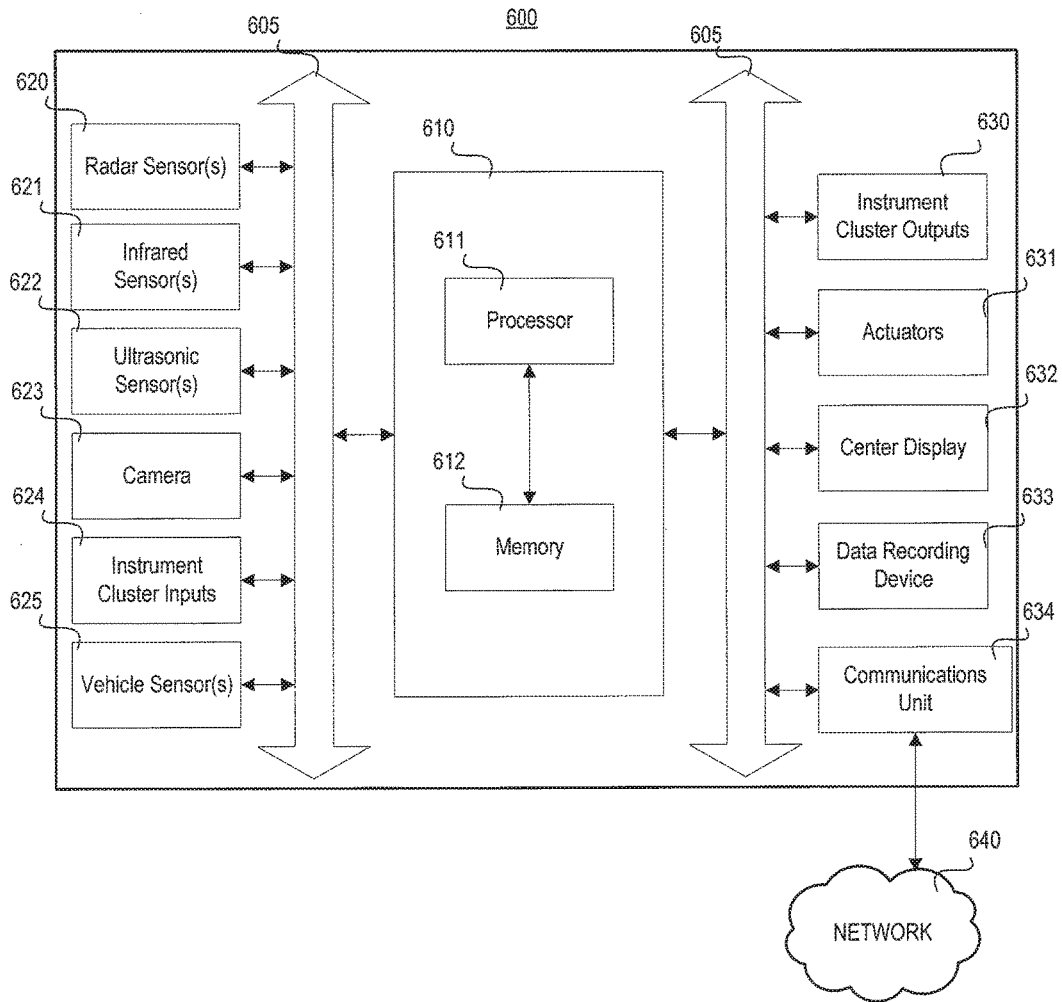 600
605
605
620
Radar Sensor(s)
621
Infrared
Sensor(s)
622
Ultrasonic
Sensor(s)
623
Camera
624
Instrument
Cluster Inputs
625
Vehicle Sensor(s)
610
611
Processor
612
Memory
630
Instrument
Cluster Outputs
631
Actuators
632
Center Display
633
Data Recording
Device
634
Communications
Unit
640
NETWORK